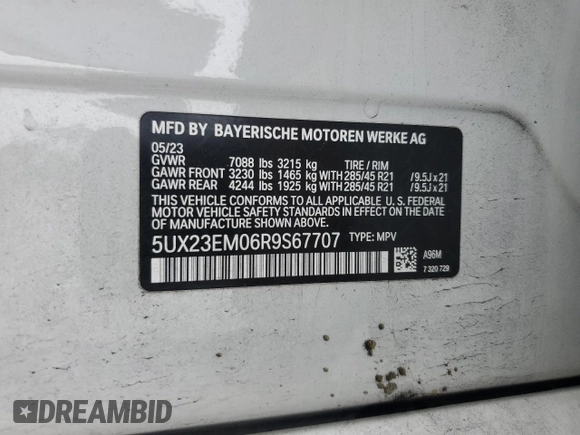 MFD BY BAYERISCHE MOTOREN WERKE AG
05/23
GVWR 7088 lbs 3215 kg TIRE / RIM
GAWR FRONT 3230 lbs 1465 kg WITH 285/45 R21 /9.5J x 21
GAWR REAR 4244 lbs 1925 kg WITH 285/45 R21 /9.5J x 21
THIS VEHICLE CONFORMS TO ALL APPLICABLE U. S. FEDERAL
MOTOR VEHICLE SAFETY AND THEFT PREVENTION STANDARDS
IN EFFECT ON THE DATE OF MANUFACTURE SHOWN ABOVE.
5UX23EM06R9S67707 TYPE: MPV
A96M
7 320 729
DREAMBID